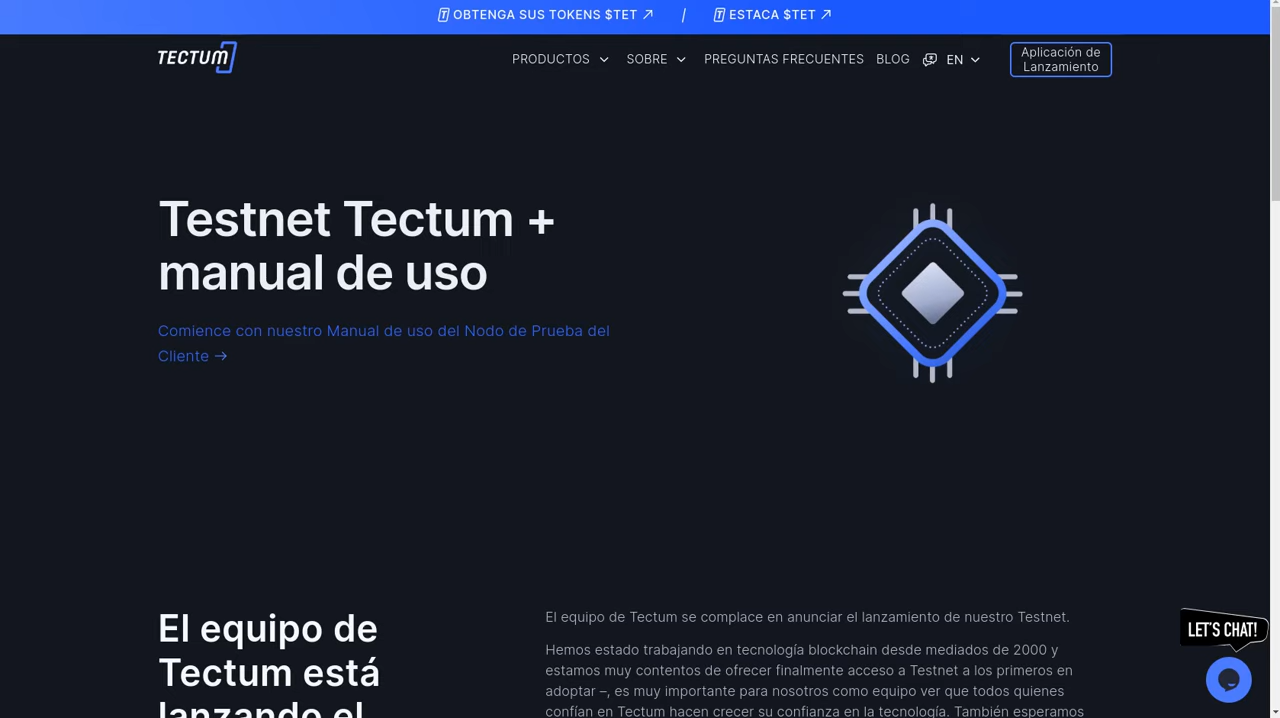 OBTENGA SUS TOKENS $TET ↗ / ESTACA $TET ↗
TECTUM
PRODUCTOS SOBRE PREGUNTAS FRECUENTES BLOG EN
Aplicación de
Lanzamiento
Testnet Tectum +
manual de uso
Comience con nuestro Manual de uso del Nodo de Prueba del
Cliente →
El equipo de
Tectum está
lanzando el
El equipo de Tectum se complace en anunciar el lanzamiento de nuestro Testnet.
Hemos estado trabajando en tecnología blockchain desde mediados de 2000 y
estamos muy contentos de ofrecer finalmente acceso a Testnet a los primeros en
adoptar –, es muy importante para nosotros como equipo ver que todos quienes
confían en Tectum hacen crecer su confianza en la tecnología. También esperamos
LET'S CHAT!